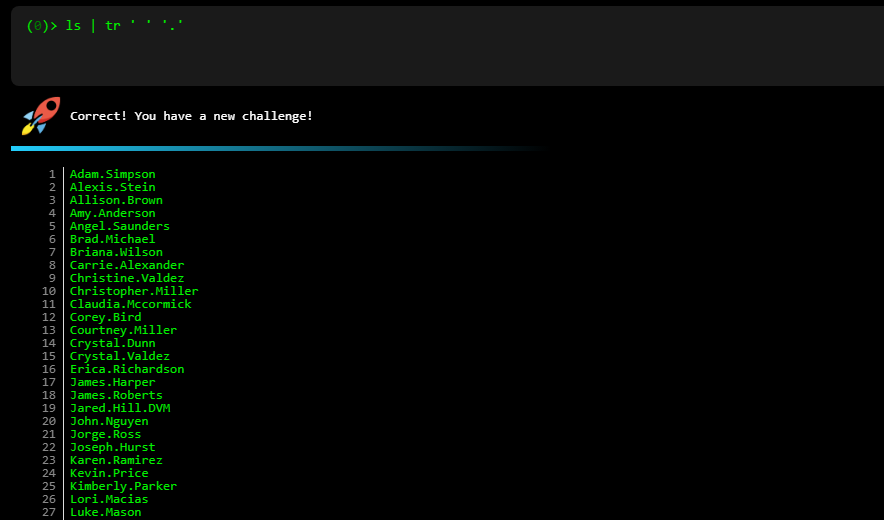 (0)> ls | tr ' ' '.'
Correct! You have a new challenge!
1 Adam.Simpson
2 Alexis.Stein
3 Allison.Brown
4 Amy.Anderson
5 Angel.Saunders
6 Brad.Michael
7 Briana.Wilson
8 Carrie.Alexander
9 Christine.Valdez
10 Christopher.Miller
11 Claudia.Mccormick
12 Corey.Bird
13 Courtney.Miller
14 Crystal.Dunn
15 Crystal.Valdez
16 Erica.Richardson
17 James.Harper
18 James.Roberts
19 Jared.Hill.DVM
20 John.Nguyen
21 Jorge.Ross
22 Joseph.Hurst
23 Karen.Ramirez
24 Kevin.Price
25 Kimberly.Parker
26 Lori.Macias
27 Luke.Mason